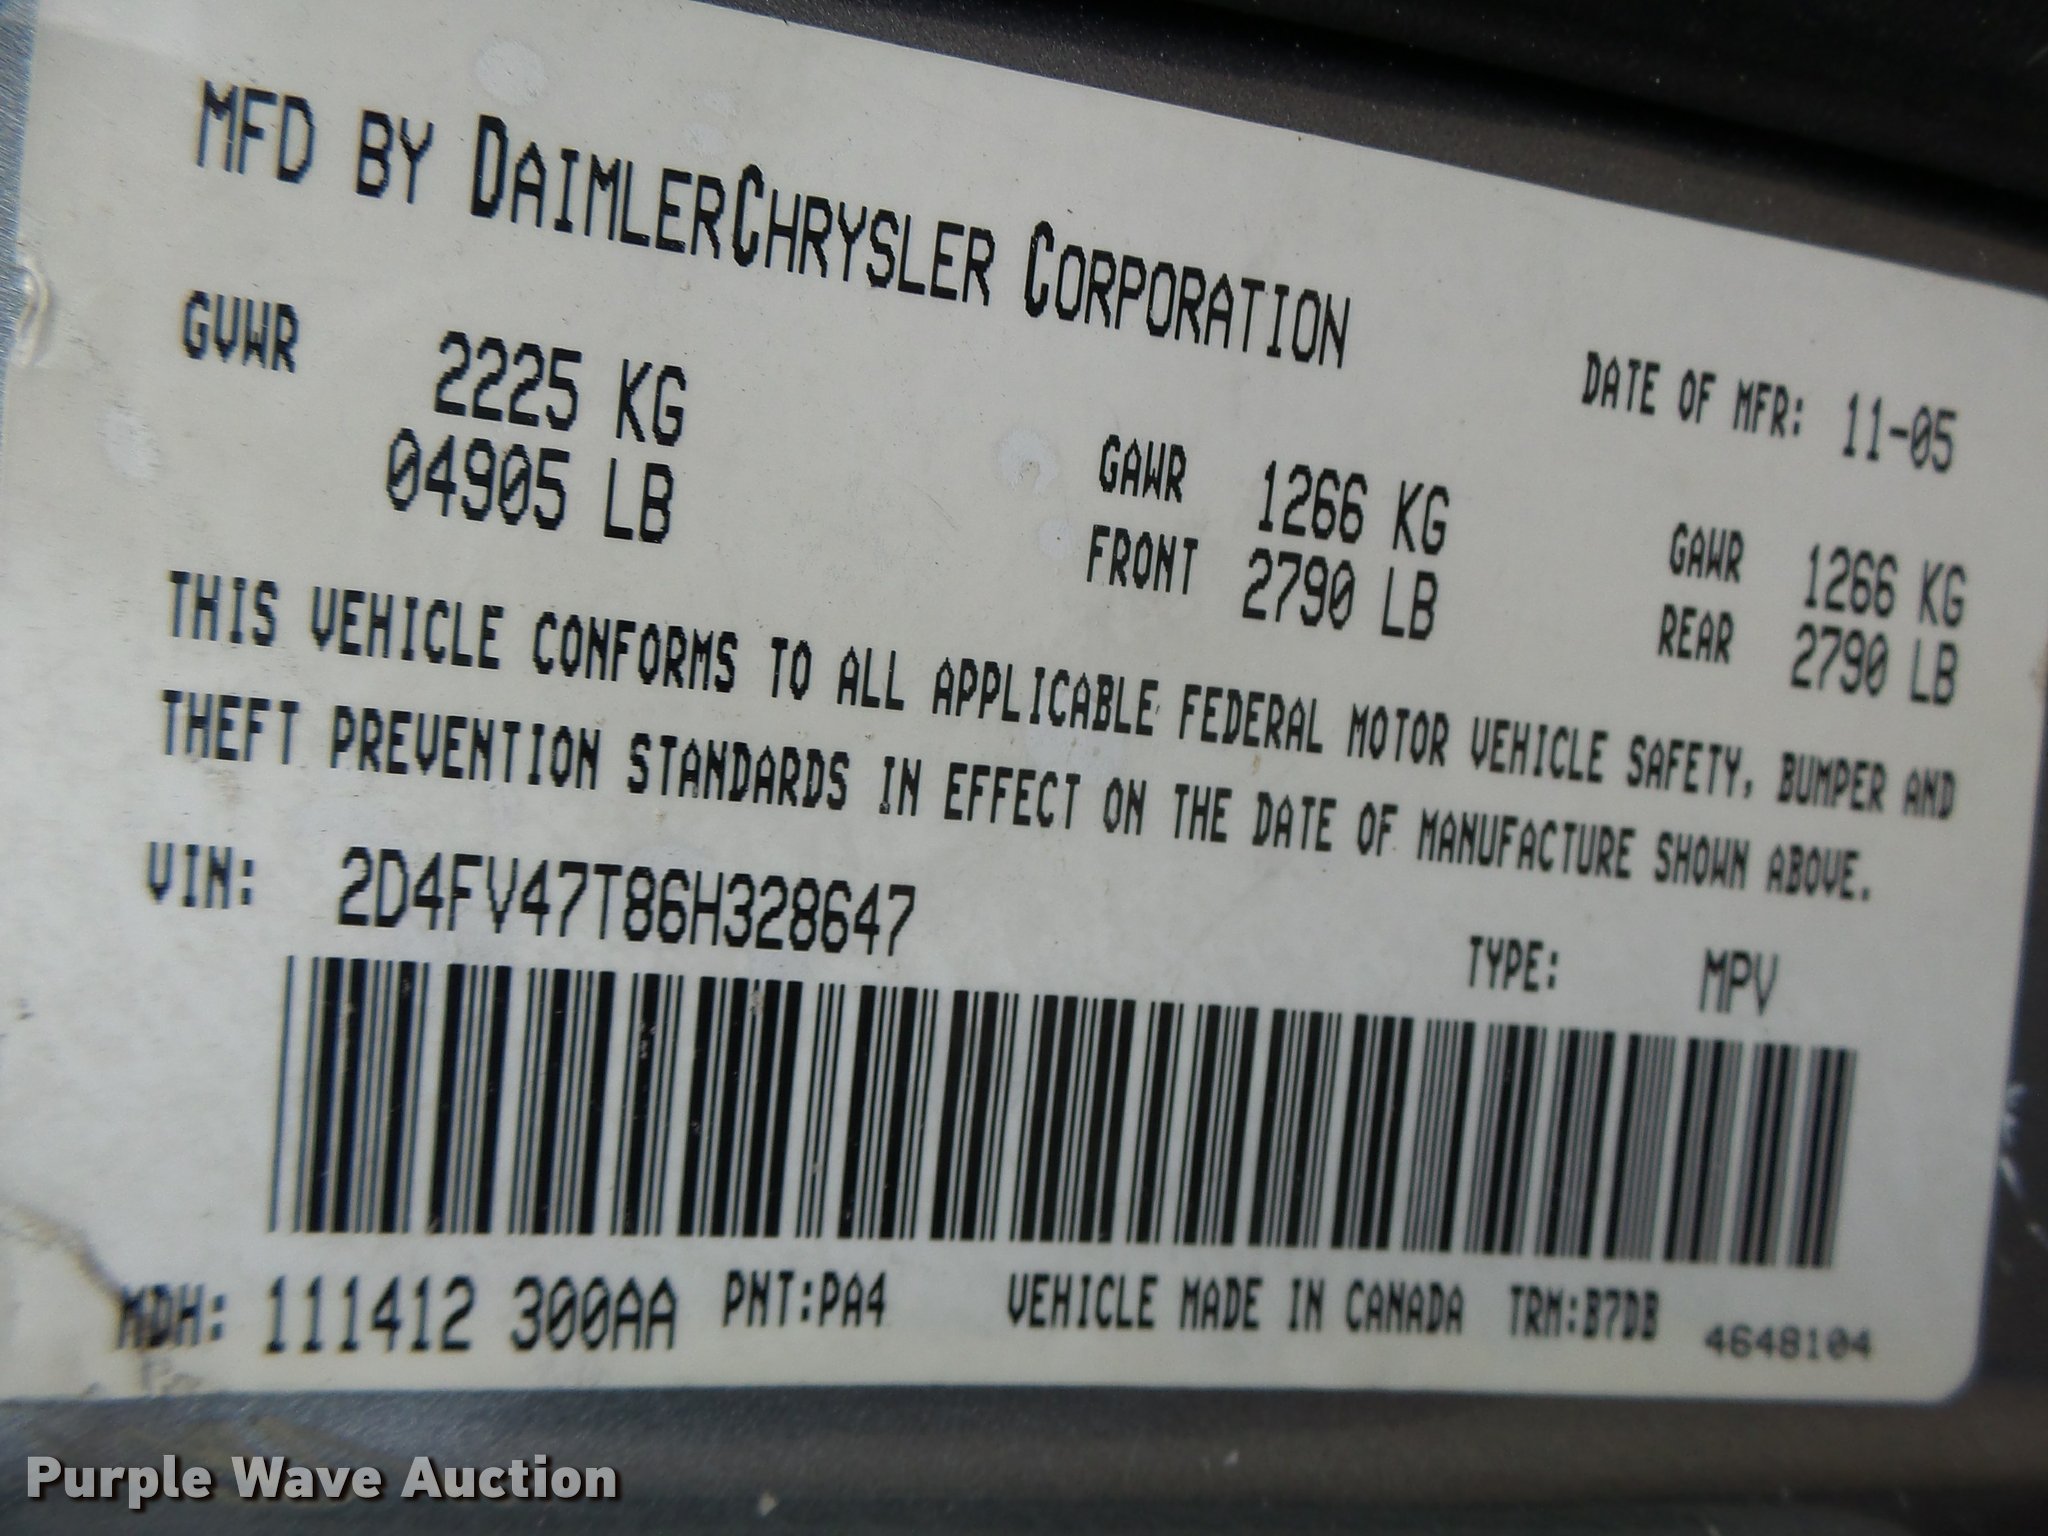 MFD BY DAIMLERCHRYSLER CORPORATION
DATE OF MFR: 11-05
GVWR 2225 KG
04905 LB
GAWR 1266 KG
FRONT 2790 LB
GAWR 1266 KG
REAR 2790 LB
THIS VEHICLE CONFORMS TO ALL APPLICABLE FEDERAL MOTOR VEHICLE SAFETY, BUMPER AND
THEFT PREVENTION STANDARDS IN EFFECT ON THE DATE OF MANUFACTURE SHOWN ABOVE.
VIN: 2D4FV47T86H328647
TYPE: MPV
MDH: 111412 300AA PNT:PA4 VEHICLE MADE IN CANADA TRM:B7DB 4648104
Purple Wave Auction